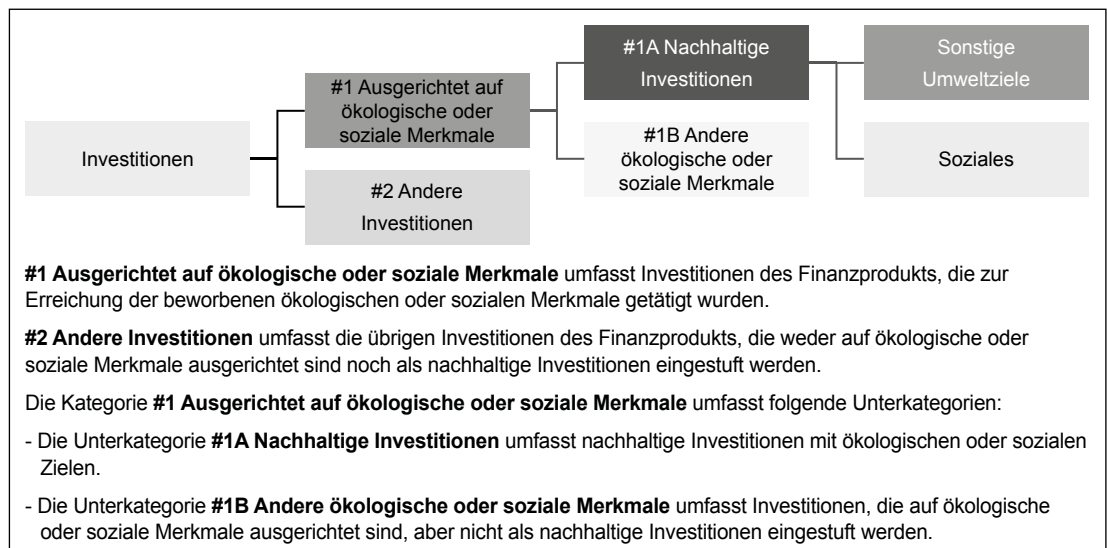 #1A Nachhaltige
Investitionen
Sonstige
Umweltziele
#1 Ausgerichtet auf
ökologische oder
soziale Merkmale
Investitionen
#1B Andere
ökologische oder
soziale Merkmale
Soziales
#2 Andere
Investitionen
#1 Ausgerichtet auf ökologische oder soziale Merkmale umfasst Investitionen des Finanzprodukts, die zur
Erreichung der beworbenen ökologischen oder sozialen Merkmale getätigt wurden.
#2 Andere Investitionen umfasst die übrigen Investitionen des Finanzprodukts, die weder auf ökologische oder
soziale Merkmale ausgerichtet sind noch als nachhaltige Investitionen eingestuft werden.
Die Kategorie #1 Ausgerichtet auf ökologische oder soziale Merkmale umfasst folgende Unterkategorien:
- Die Unterkategorie #1A Nachhaltige Investitionen umfasst nachhaltige Investitionen mit ökologischen oder sozialen
Zielen.
- Die Unterkategorie #1B Andere ökologische oder soziale Merkmale umfasst Investitionen, die auf ökologische
oder soziale Merkmale ausgerichtet sind, aber nicht als nachhaltige Investitionen eingestuft werden.